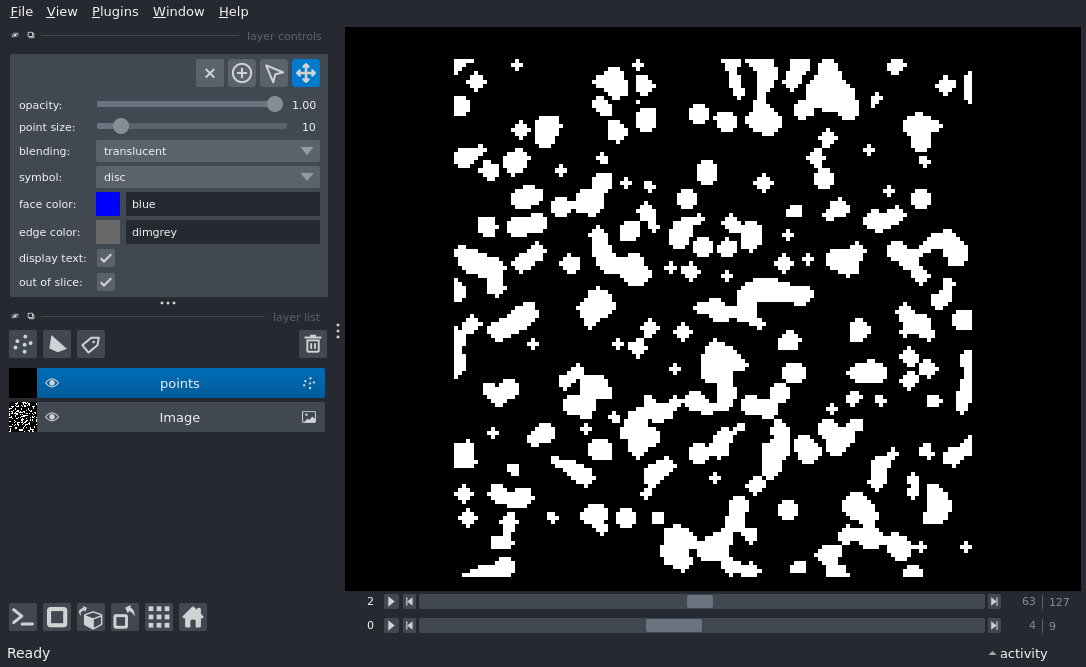 File View Plugins Window Help
layer controls
opacity: 1.00
point size: 10
blending: translucent
symbol: disc
face color: blue
edge color: dimgrey
display text:
out of slice:
layer list
points
Image
2 63 127
0 4 9
Ready activity